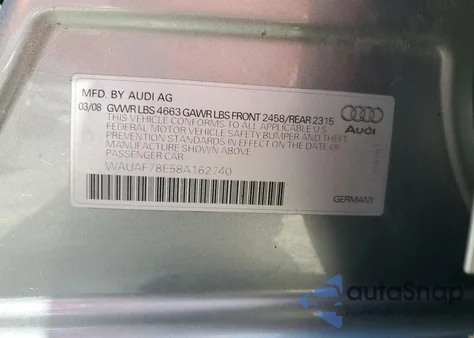 MFD. BY AUDI AG
03/08 GVWR LBS 4663 GAWR LBS FRONT 2458/REAR 2315
THIS VEHICLE CONFORMS TO ALL APPLICABLE U.S
FEDERAL MOTOR VEHICLE SAFETY BUMPER AND THEFT
PREVENTION STANDARDS IN EFFECT ON THE DATE OF
MANUFACTURE SHOWN ABOVE.
PASSENGER CAR
WAUAF78E58A162740
Audi
GERMANY
autoSnap